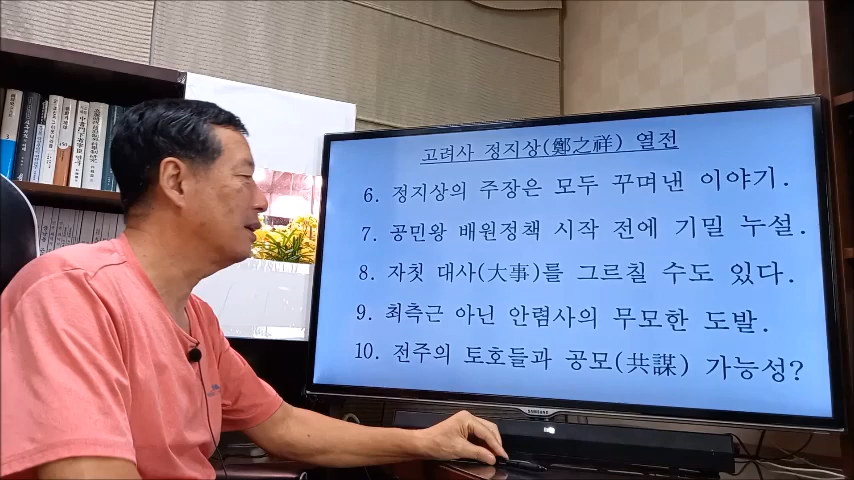 고려사 정지상(鄭之祥) 열전
6. 정지상의 주장은 모두 꾸며낸 이야기.
7. 공민왕 배원정책 시작 전에 기밀 누설.
8. 자칫 대사(大事)를 그르칠 수도 있다.
9. 최측근 아닌 안렴사의 무모한 도발.
10. 전주의 토호들과 공모(共謀) 가능성?
SAMSUNG